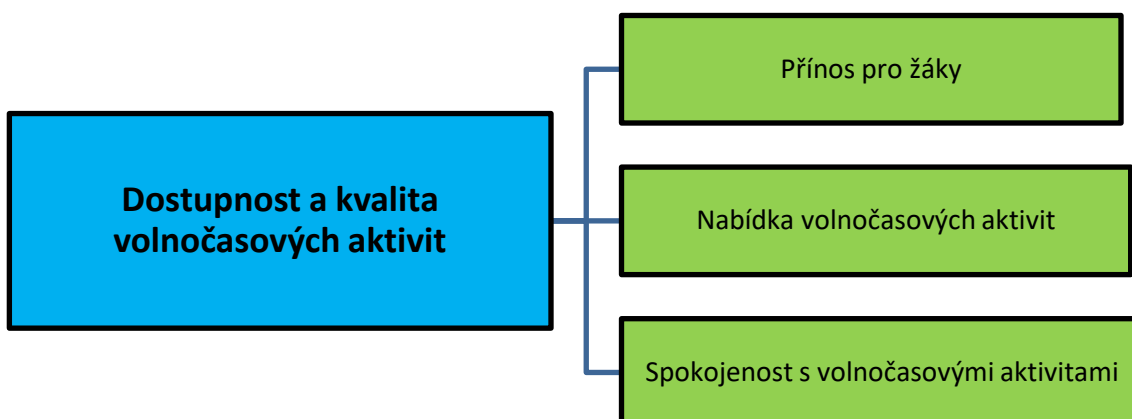 Dostupnost a kvalita
volnočasových aktivit
Přínos pro žáky
Nabídka volnočasových aktivit
Spokojenost s volnočasovými aktivitami